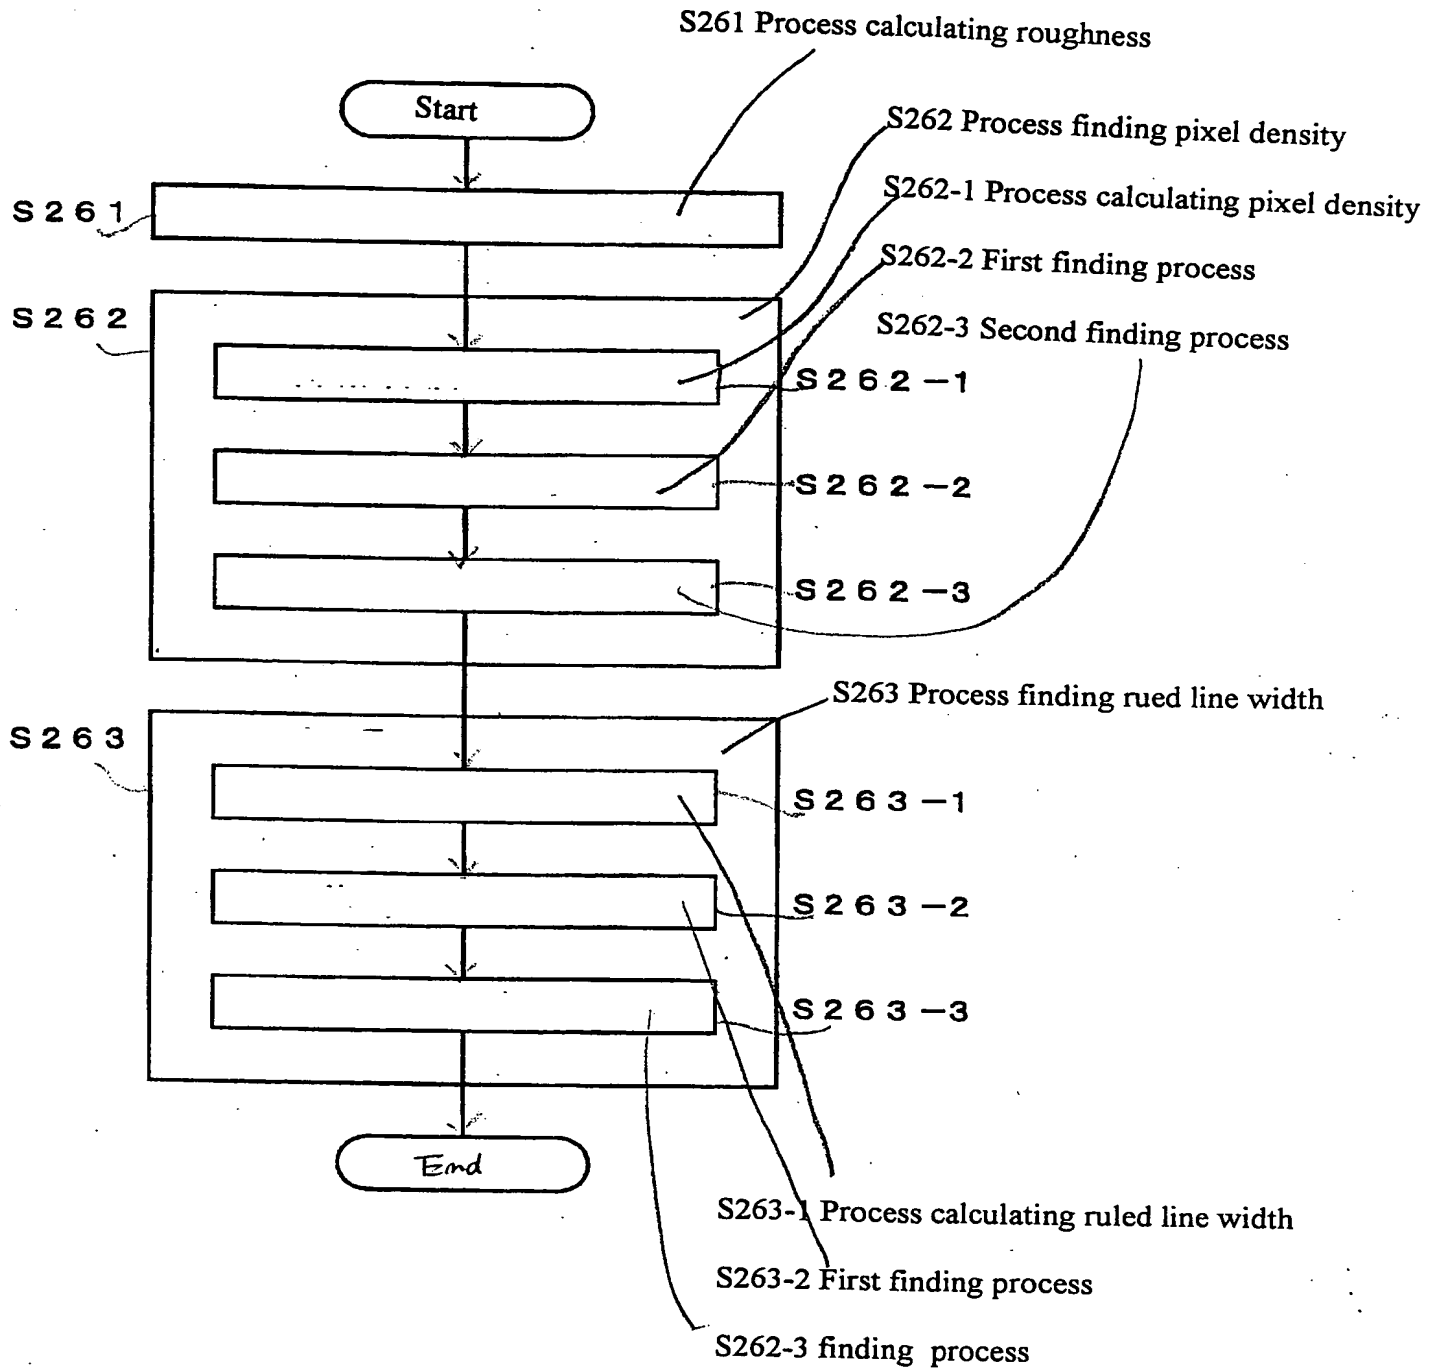 S261 Process calculating roughness
Start
S262 Process finding pixel density
S262-1 Process calculating pixel density
S261
S262-2 First finding process
S262
S262-3 Second finding process
S262-1
S262-2
S262-3
S263 Process finding rued line width
S263
S263-1
S263-2
S263-3
End
S263-1 Process calculating ruled line width
S263-2 First finding process
S262-3 finding process